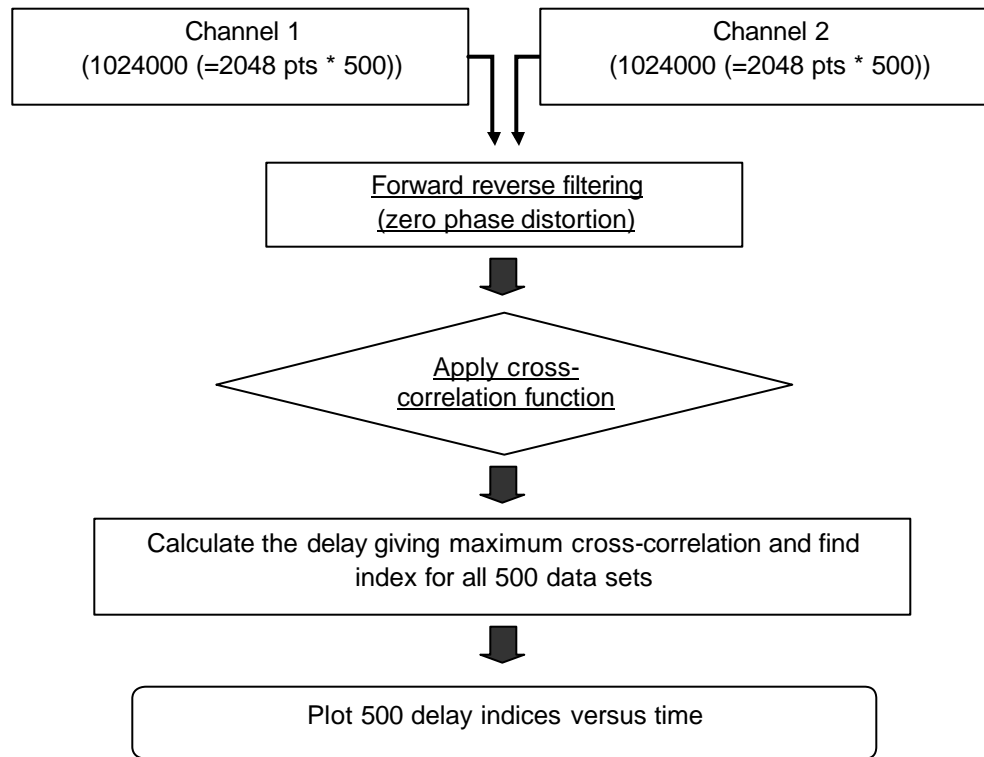 Channel 1
(1024000 (=2048 pts * 500))
Channel 2
(1024000 (=2048 pts * 500))
Forward reverse filtering
(zero phase distortion)
Apply cross-
correlation function
Calculate the delay giving maximum cross-correlation and find
index for all 500 data sets
Plot 500 delay indices versus time